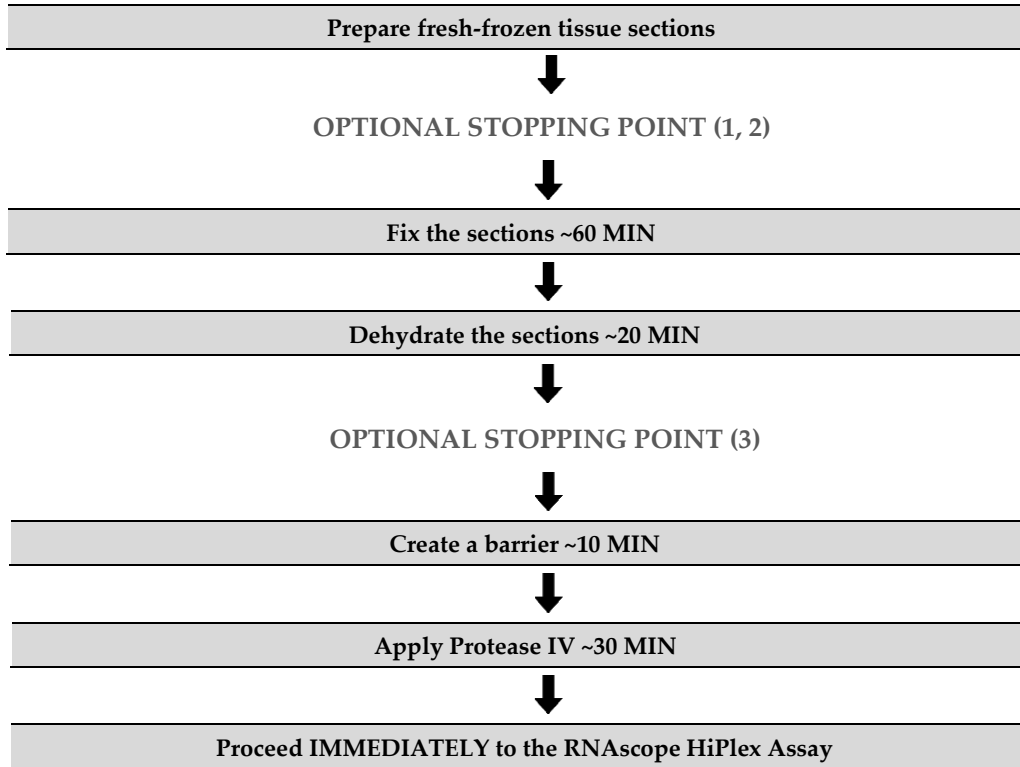 Prepare fresh-frozen tissue sections
OPTIONAL STOPPING POINT (1, 2)
Fix the sections ~60 MIN
Dehydrate the sections ~20 MIN
OPTIONAL STOPPING POINT (3)
Create a barrier ~10 MIN
Apply Protease IV ~30 MIN
Proceed IMMEDIATELY to the RNAscope HiPlex Assay